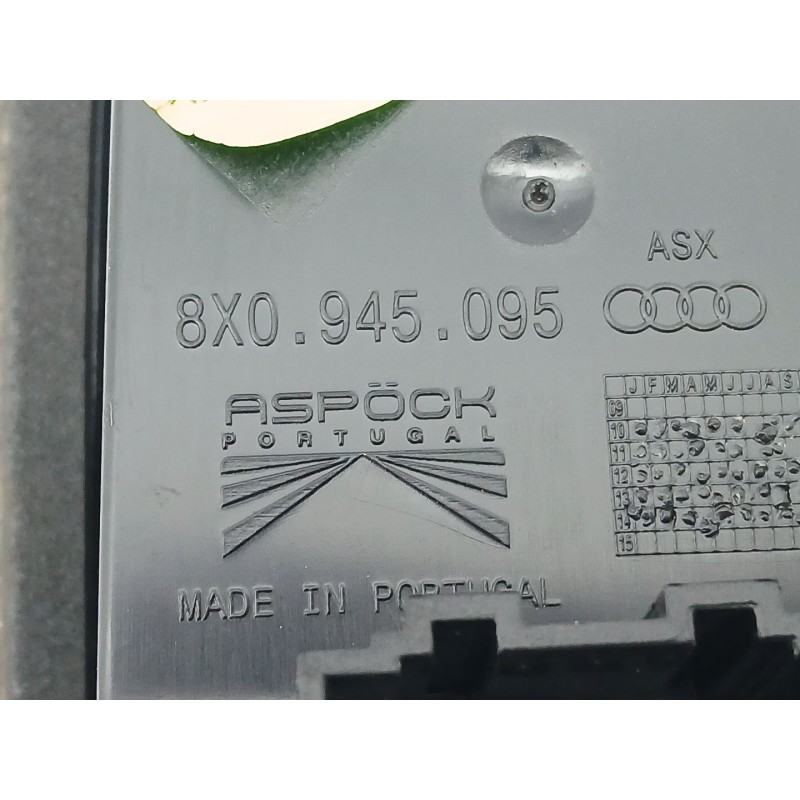 ASX
8X0.945.095
ASPÖCK
PORTUGAL
J F M A M J J A S
09
10
11
12
13
14
15
MADE IN PORTUGAL